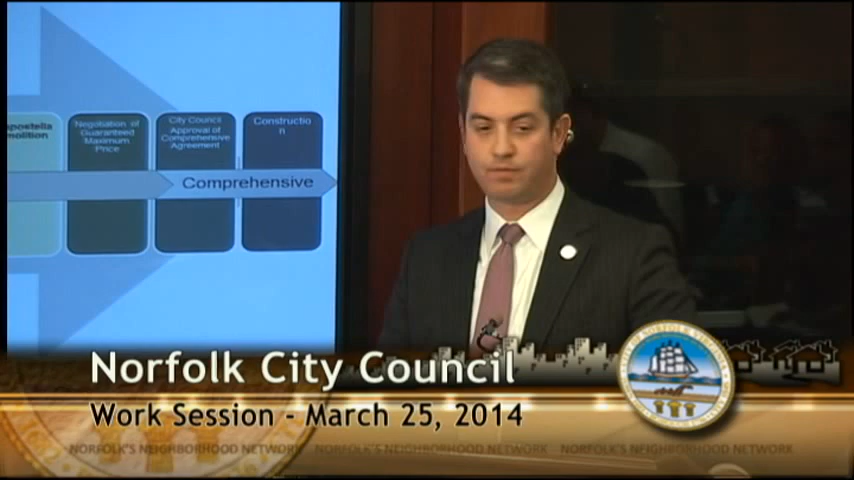 postella
molition
Negotiation of
Guaranteed
Maximum
Price
City Council
Approval of
Comprehensive
Agreement
Constructio
n
Comprehensive
Norfolk City Council
Work Session - March 25, 2014
NORFOLK'S NEIGHBORHOOD NETWORK NORFOLK'S NEIGHBORHOOD NETWORK NORFOLK'S NEIGHBORHOOD NETWORK